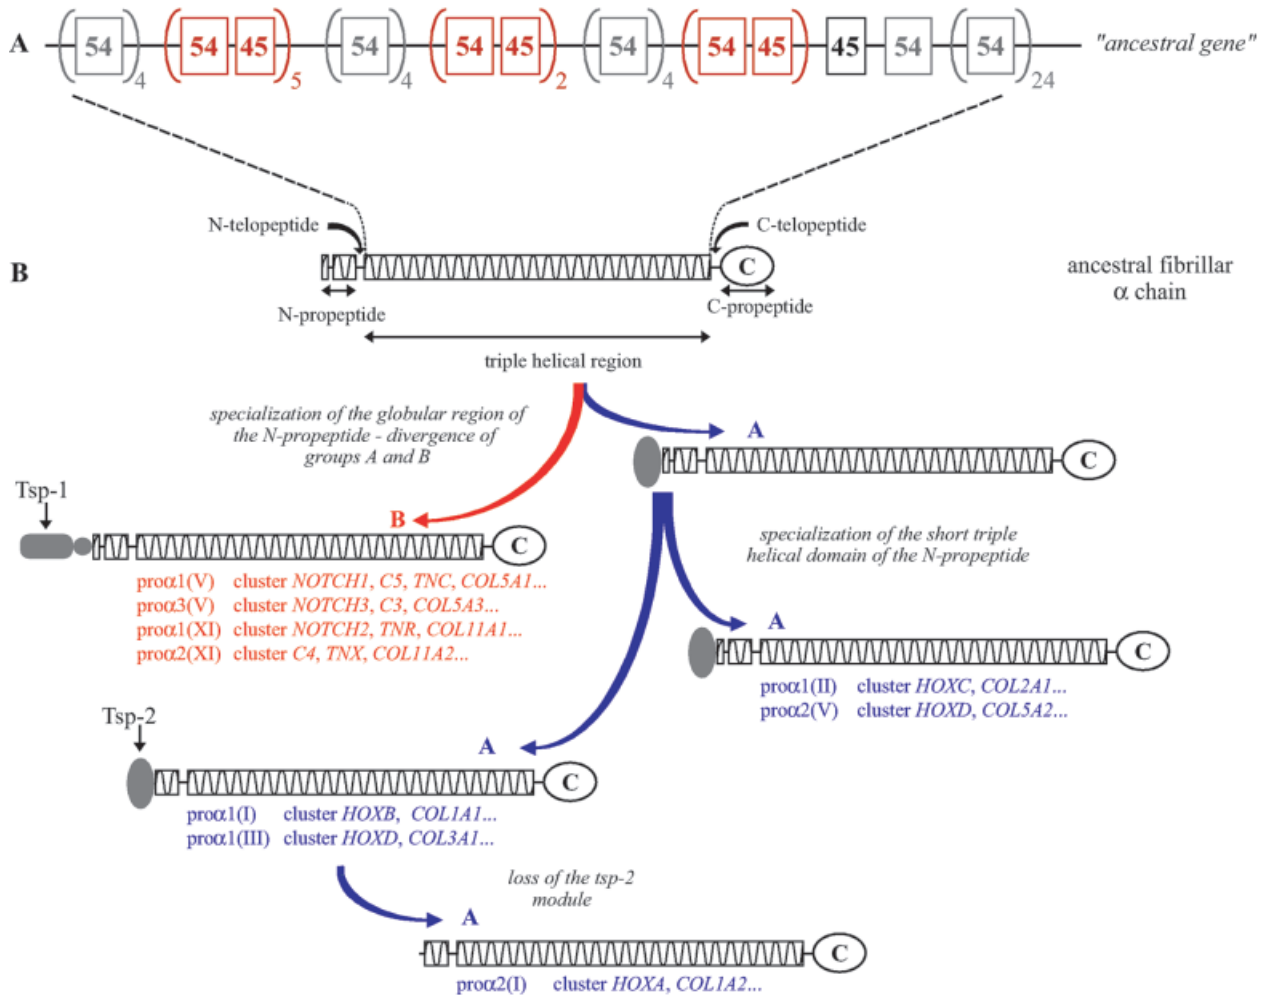 A 54 4 54 45 5 54 4 54 45 2 54 4 54 45 45 54 54 24 "ancestral gene"
N-telopeptide C-telopeptide
B C ancestral fibrillar
α chain
N-propeptide C-propeptide
triple helical region
specialization of the globular region of
the N-propeptide - divergence of
groups A and B
A
C
Tsp-1
B
C
specialization of the short triple
helical domain of the N-propeptide
proα1(V) cluster NOTCH1, C5, TNC, COL5A1...
proα3(V) cluster NOTCH3, C3, COL5A3...
proα1(XI) cluster NOTCH2, TNR, COL11A1...
proα2(XI) cluster C4, TNX, COL11A2...
A
C
proα1(II) cluster HOXC, COL2A1...
proα2(V) cluster HOXD, COL5A2...
Tsp-2
A
C
proα1(I) cluster HOXB, COL1A1...
proα1(III) cluster HOXD, COL3A1...
loss of the tsp-2
module
A
C
proα2(I) cluster HOXA, COL1A2...